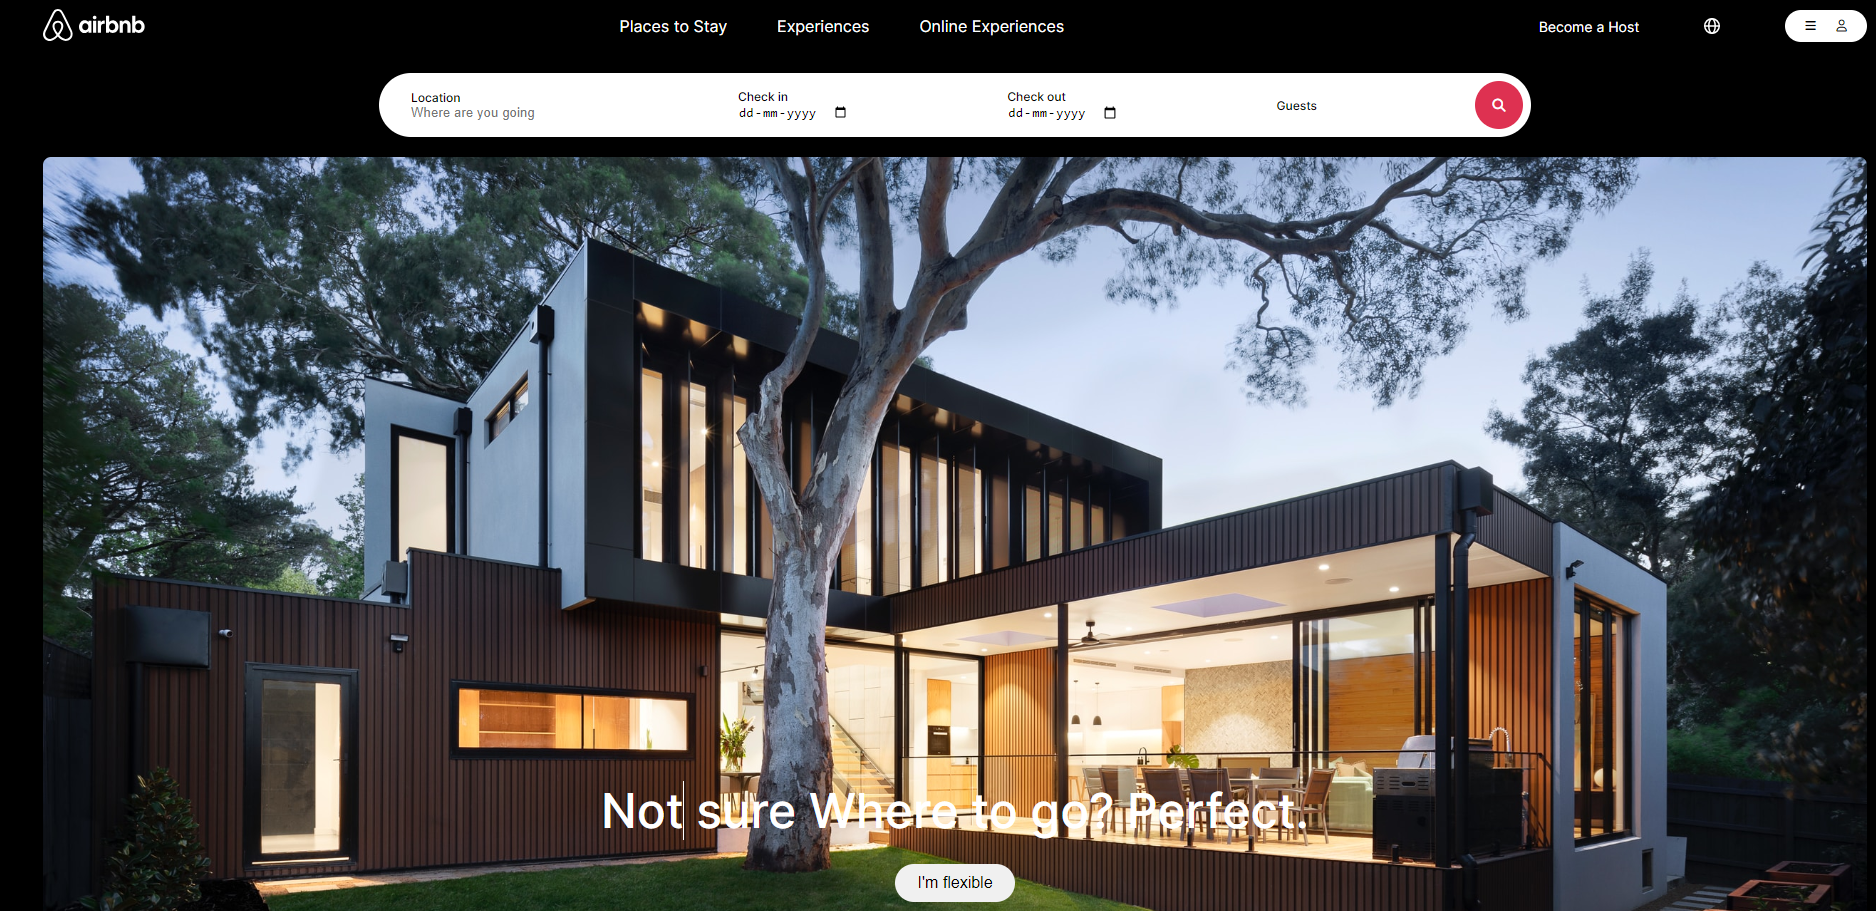 airbnb
Places to Stay
Experiences
Online Experiences
Become a Host
Location
Where are you going
Check in
dd-mm-yyyy
Check out
dd-mm-yyyy
Guests
Not sure Where to go? Perfect.
I'm flexible